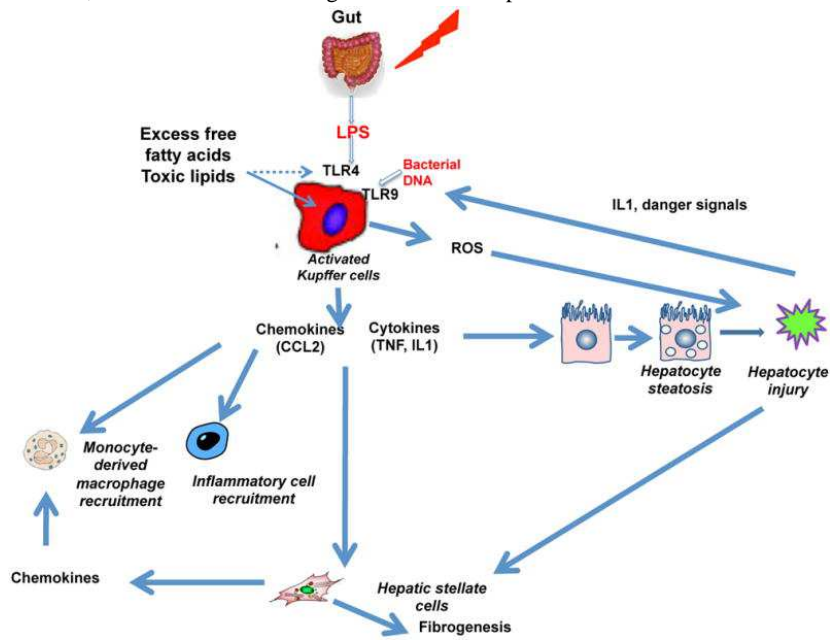 Gut
LPS
Excess free
fatty acids
Toxic lipids
TLR4
Bacterial
DNA
TLR9
IL1, danger signals
ROS
Activated
Kupffer cells
Chemokines
(CCL2)
Cytokines
(TNF, IL1)
Hepatocyte
steatosis
Hepatocyte
injury
Monocyte-
derived
macrophage
recruitment
Inflammatory cell
recruitment
Chemokines
Hepatic stellate
cells
Fibrogenesis